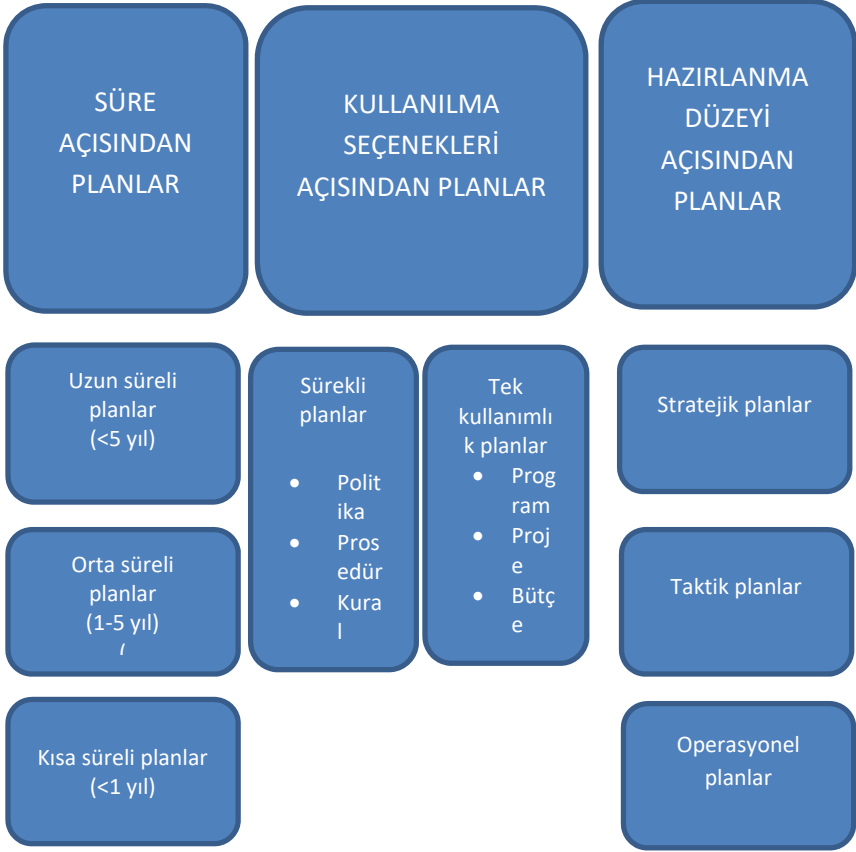 SÜRE
AÇISINDAN
PLANLAR
KULLANILMA
SEÇENEKLERİ
AÇISINDAN PLANLAR
HAZIRLANMA
DÜZEYİ
AÇISINDAN
PLANLAR
Uzun süreli
planlar
(<5 yıl)
Orta süreli
planlar
(1-5 yıl)
(
Kısa süreli planlar
(<1 yıl)
Sürekli
planlar
• Polit
ika
• Pros
edür
• Kura
l
Tek
kullanımlı
k planlar
• Prog
ram
• Proj
e
• Bütç
e
Stratejik planlar
Taktik planlar
Operasyonel
planlar